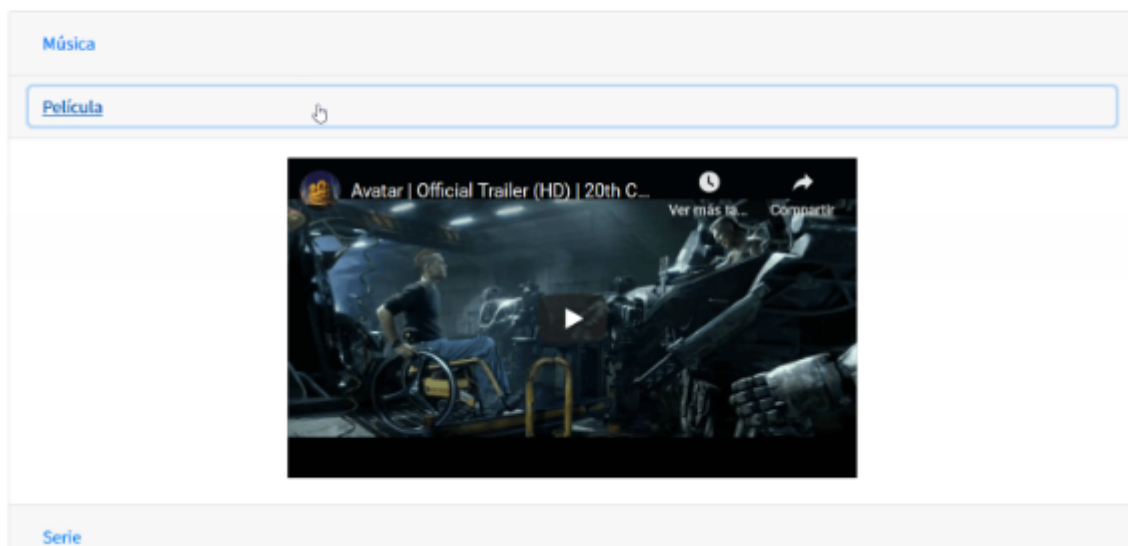 Música
Película
Avatar | Official Trailer (HD) | 20th C...
Ver más ta...
Compartir
Serie